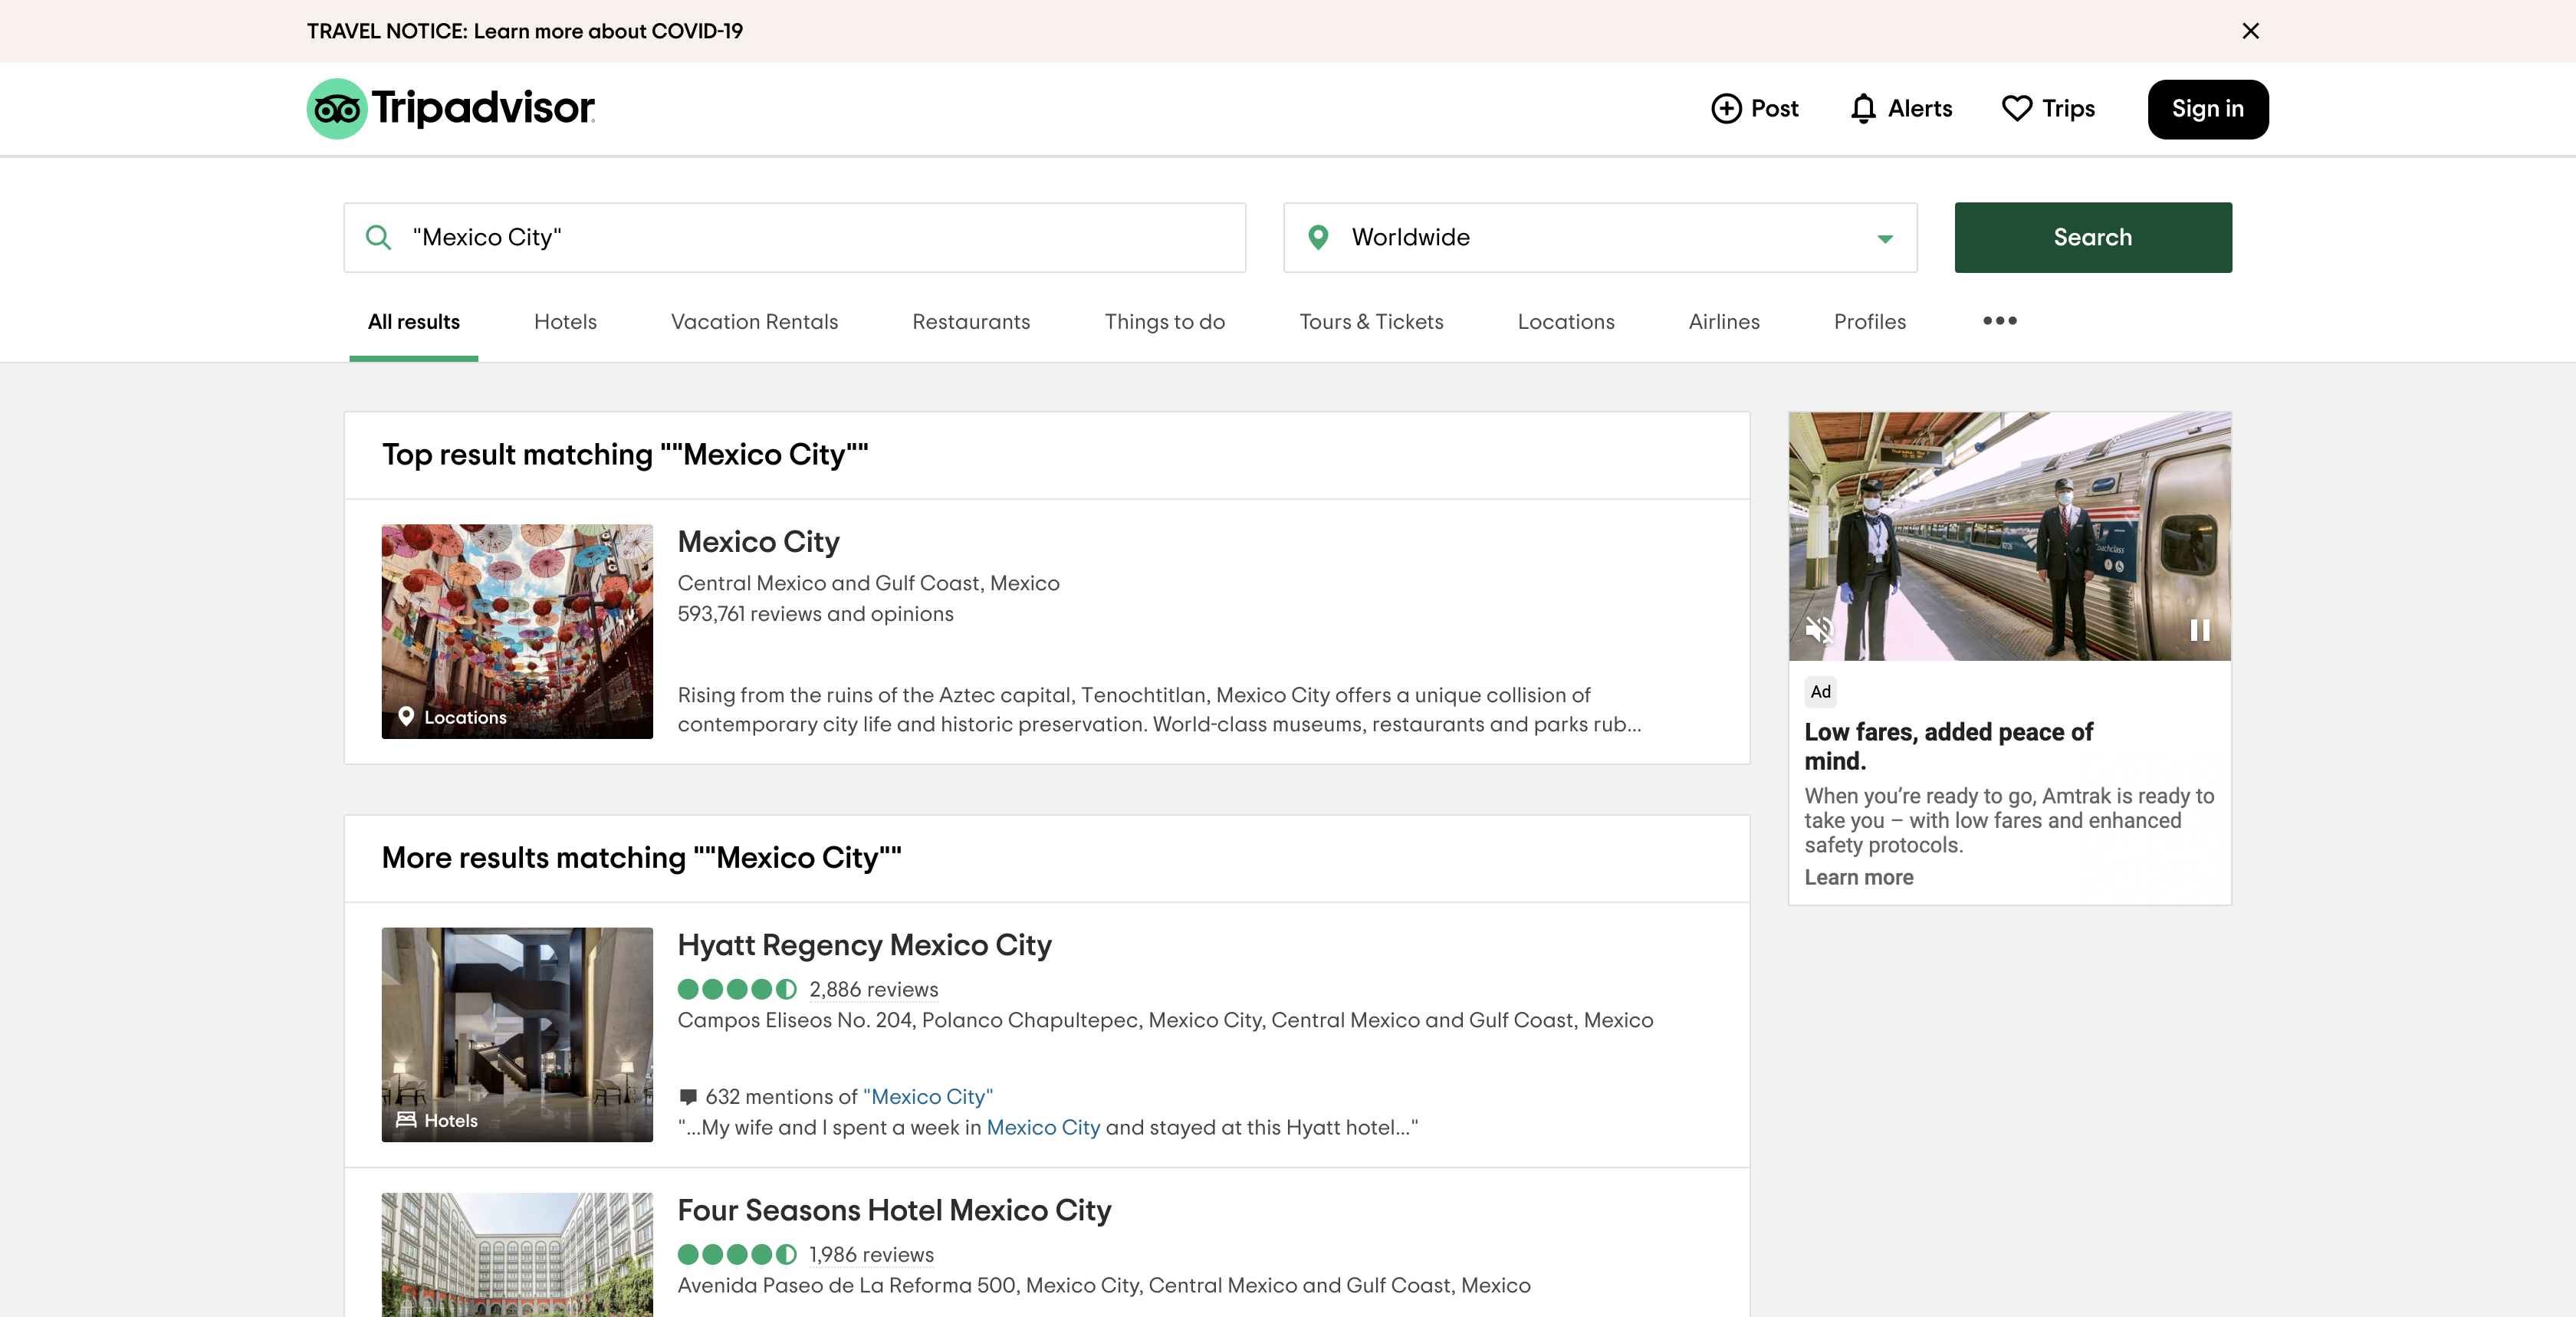 TRAVEL NOTICE: Learn more about COVID-19
Tripadvisor
Post
Alerts
Trips
Sign in
"Mexico City"
Worldwide
Search
All results
Hotels
Vacation Rentals
Restaurants
Things to do
Tours & Tickets
Locations
Airlines
Profiles
Top result matching ""Mexico City""
Locations
Mexico City
Central Mexico and Gulf Coast, Mexico
593,761 reviews and opinions
Rising from the ruins of the Aztec capital, Tenochtitlan, Mexico City offers a unique collision of
contemporary city life and historic preservation. World-class museums, restaurants and parks rub...
Coachclass
Ad
Low fares, added peace of
mind.
When you’re ready to go, Amtrak is ready to
take you – with low fares and enhanced
safety protocols.
Learn more
More results matching ""Mexico City""
Hotels
Hyatt Regency Mexico City
2,886 reviews
Campos Eliseos No. 204, Polanco Chapultepec, Mexico City, Central Mexico and Gulf Coast, Mexico
632 mentions of "Mexico City"
"...My wife and I spent a week in Mexico City and stayed at this Hyatt hotel..."
Four Seasons Hotel Mexico City
1,986 reviews
Avenida Paseo de La Reforma 500, Mexico City, Central Mexico and Gulf Coast, Mexico